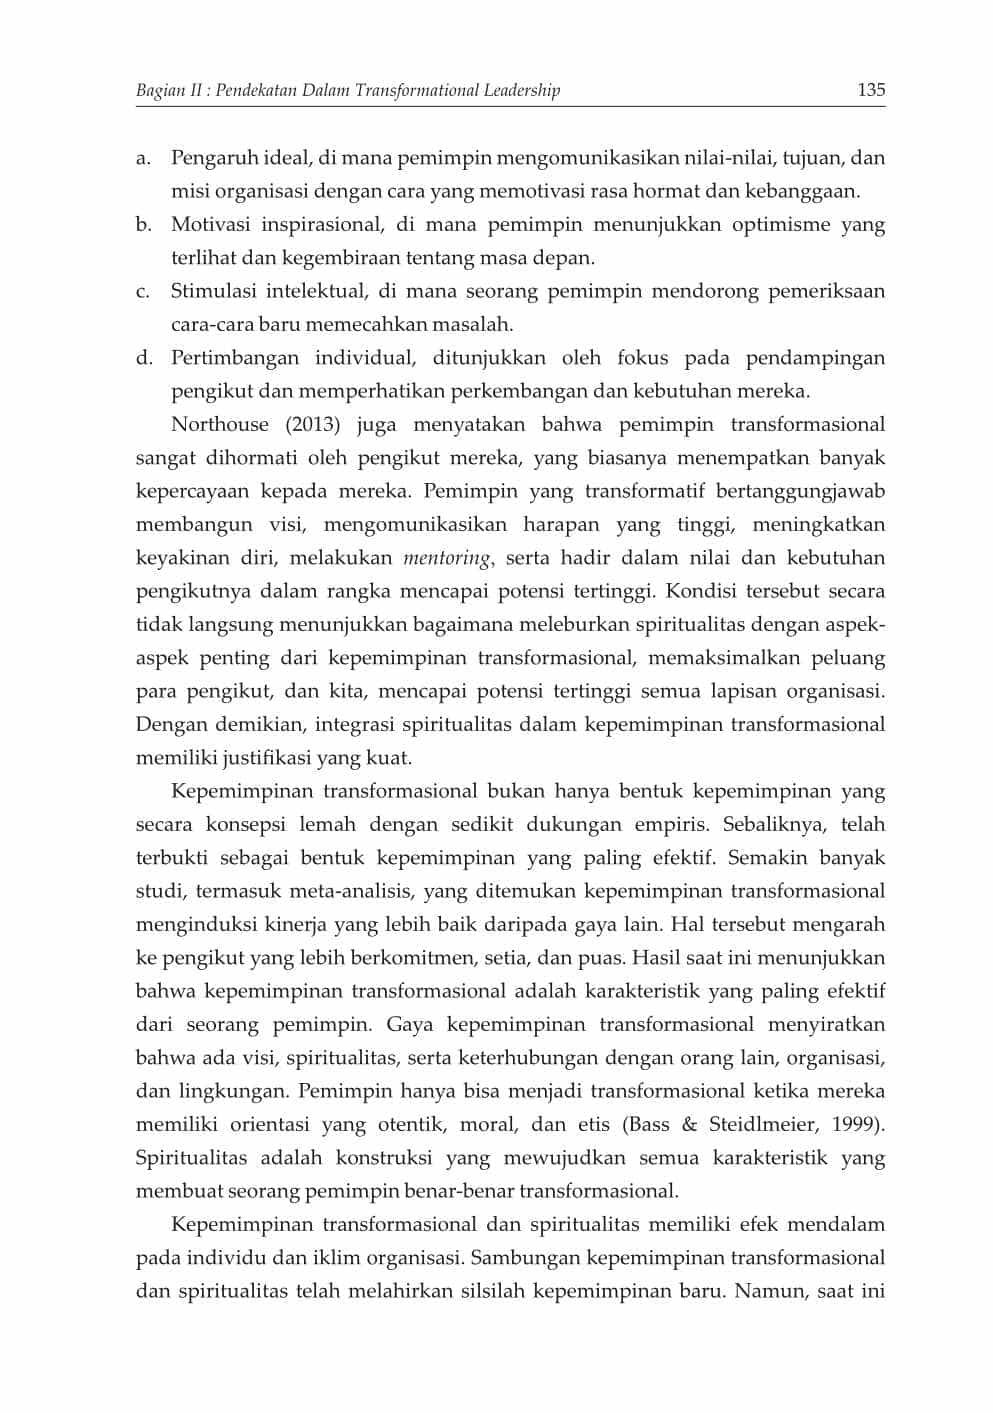 Bagian II : Pendekatan Dalam Transformational Leadership 135
a. Pengaruh ideal, di mana pemimpin mengomunikasikan nilai-nilai, tujuan, dan
misi organisasi dengan cara yang memotivasi rasa hormat dan kebanggaan.
b. Motivasi inspirasional, di mana pemimpin menunjukkan optimisme yang
terlihat dan kegembiraan tentang masa depan.
c. Stimulasi intelektual, di mana seorang pemimpin mendorong pemeriksaan
cara-cara baru memecahkan masalah.
d. Pertimbangan individual, ditunjukkan oleh fokus pada pendampingan
pengikut dan memperhatikan perkembangan dan kebutuhan mereka.
Northouse (2013) juga menyatakan bahwa pemimpin transformasional
sangat dihormati oleh pengikut mereka, yang biasanya menempatkan banyak
kepercayaan kepada mereka. Pemimpin yang transformatif bertanggungjawab
membangun visi, mengomunikasikan harapan yang tinggi, meningkatkan
keyakinan diri, melakukan mentoring, serta hadir dalam nilai dan kebutuhan
pengikutnya dalam rangka mencapai potensi tertinggi. Kondisi tersebut secara
tidak langsung menunjukkan bagaimana meleburkan spiritualitas dengan aspek-
aspek penting dari kepemimpinan transformasional, memaksimalkan peluang
para pengikut, dan kita, mencapai potensi tertinggi semua lapisan organisasi.
Dengan demikian, integrasi spiritualitas dalam kepemimpinan transformasional
memiliki justifikasi yang kuat.
Kepemimpinan transformasional bukan hanya bentuk kepemimpinan yang
secara konsepsi lemah dengan sedikit dukungan empiris. Sebaliknya, telah
terbukti sebagai bentuk kepemimpinan yang paling efektif. Semakin banyak
studi, termasuk meta-analisis, yang ditemukan kepemimpinan transformasional
menginduksi kinerja yang lebih baik daripada gaya lain. Hal tersebut mengarah
ke pengikut yang lebih berkomitmen, setia, dan puas. Hasil saat ini menunjukkan
bahwa kepemimpinan transformasional adalah karakteristik yang paling efektif
dari seorang pemimpin. Gaya kepemimpinan transformasional menyiratkan
bahwa ada visi, spiritualitas, serta keterhubungan dengan orang lain, organisasi,
dan lingkungan. Pemimpin hanya bisa menjadi transformasional ketika mereka
memiliki orientasi yang otentik, moral, dan etis (Bass & Steidlmeier, 1999).
Spiritualitas adalah konstruksi yang mewujudkan semua karakteristik yang
membuat seorang pemimpin benar-benar transformasional.
Kepemimpinan transformasional dan spiritualitas memiliki efek mendalam
pada individu dan iklim organisasi. Sambungan kepemimpinan transformasional
dan spiritualitas telah melahirkan silsilah kepemimpinan baru. Namun, saat ini